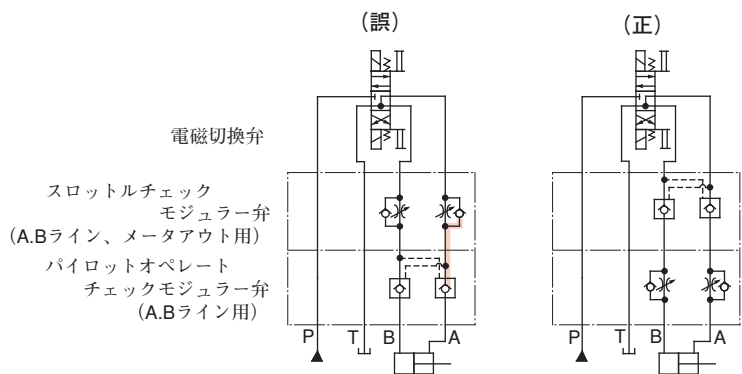 （誤）
（正）
電磁切換弁
スロットルチェック
モジュラー弁
（A.Bライン、メータアウト用）
パイロットオペレート
チェックモジュラー弁
（A.Bライン用）
P T B A
P T B A